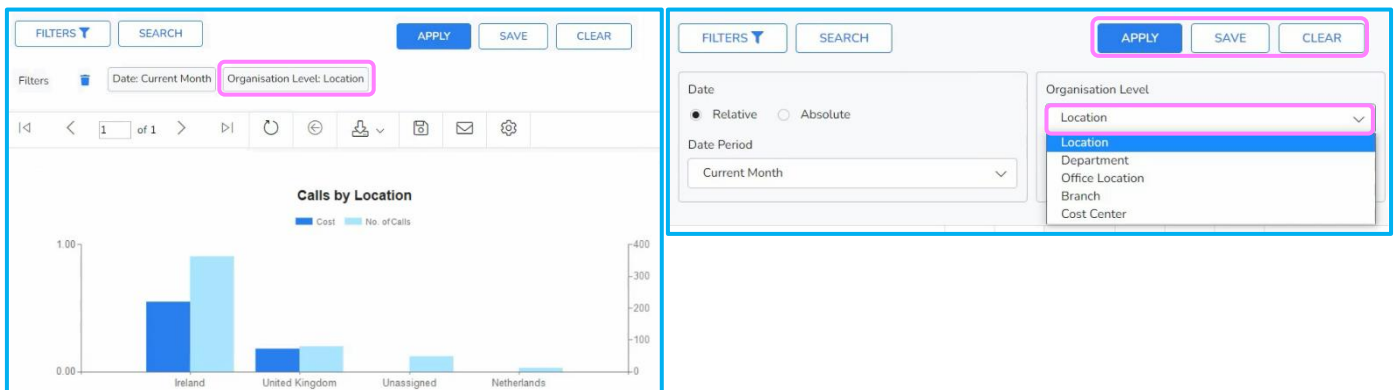 FILTERS SEARCH APPLY SAVE CLEAR
Filters Date: Current Month Organisation Level: Location
1 of 1
Calls by Location
Cost No. of Calls
1.00
0.00
400
300
200
100
0
Ireland United Kingdom Unassigned Netherlands
FILTERS SEARCH APPLY SAVE CLEAR
Date
Relative Absolute
Date Period
Current Month
Organisation Level
Location
Location
Department
Office Location
Branch
Cost Center